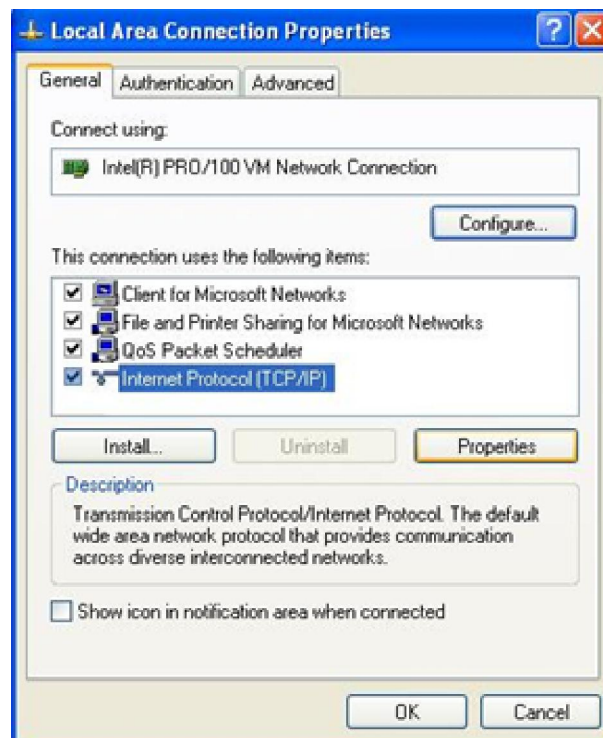 Local Area Connection Properties
General Authentication Advanced
Connect using:
Intel(R) PRO/100 VM Network Connection
Configure...
This connection uses the following items:
Client for Microsoft Networks
File and Printer Sharing for Microsoft Networks
QoS Packet Scheduler
Internet Protocol (TCP/IP)
Install... Uninstall Properties
Description
Transmission Control Protocol/Internet Protocol. The default
wide area network protocol that provides communication
across diverse interconnected networks.
Show icon in notification area when connected
OK Cancel